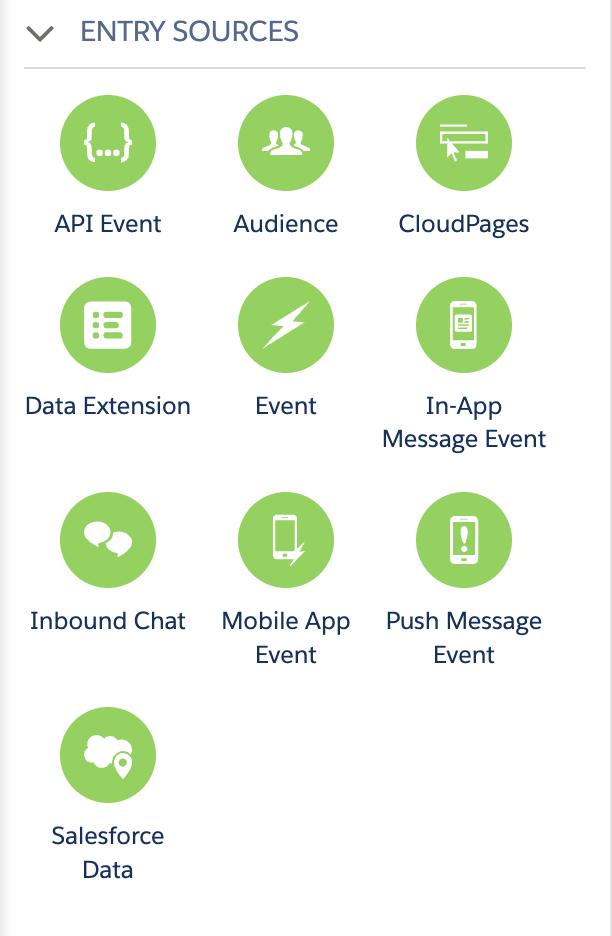 ENTRY SOURCES
API Event
Audience
CloudPages
Data Extension
Event
In-App
Message Event
Inbound Chat
Mobile App
Event
Push Message
Event
Salesforce
Data